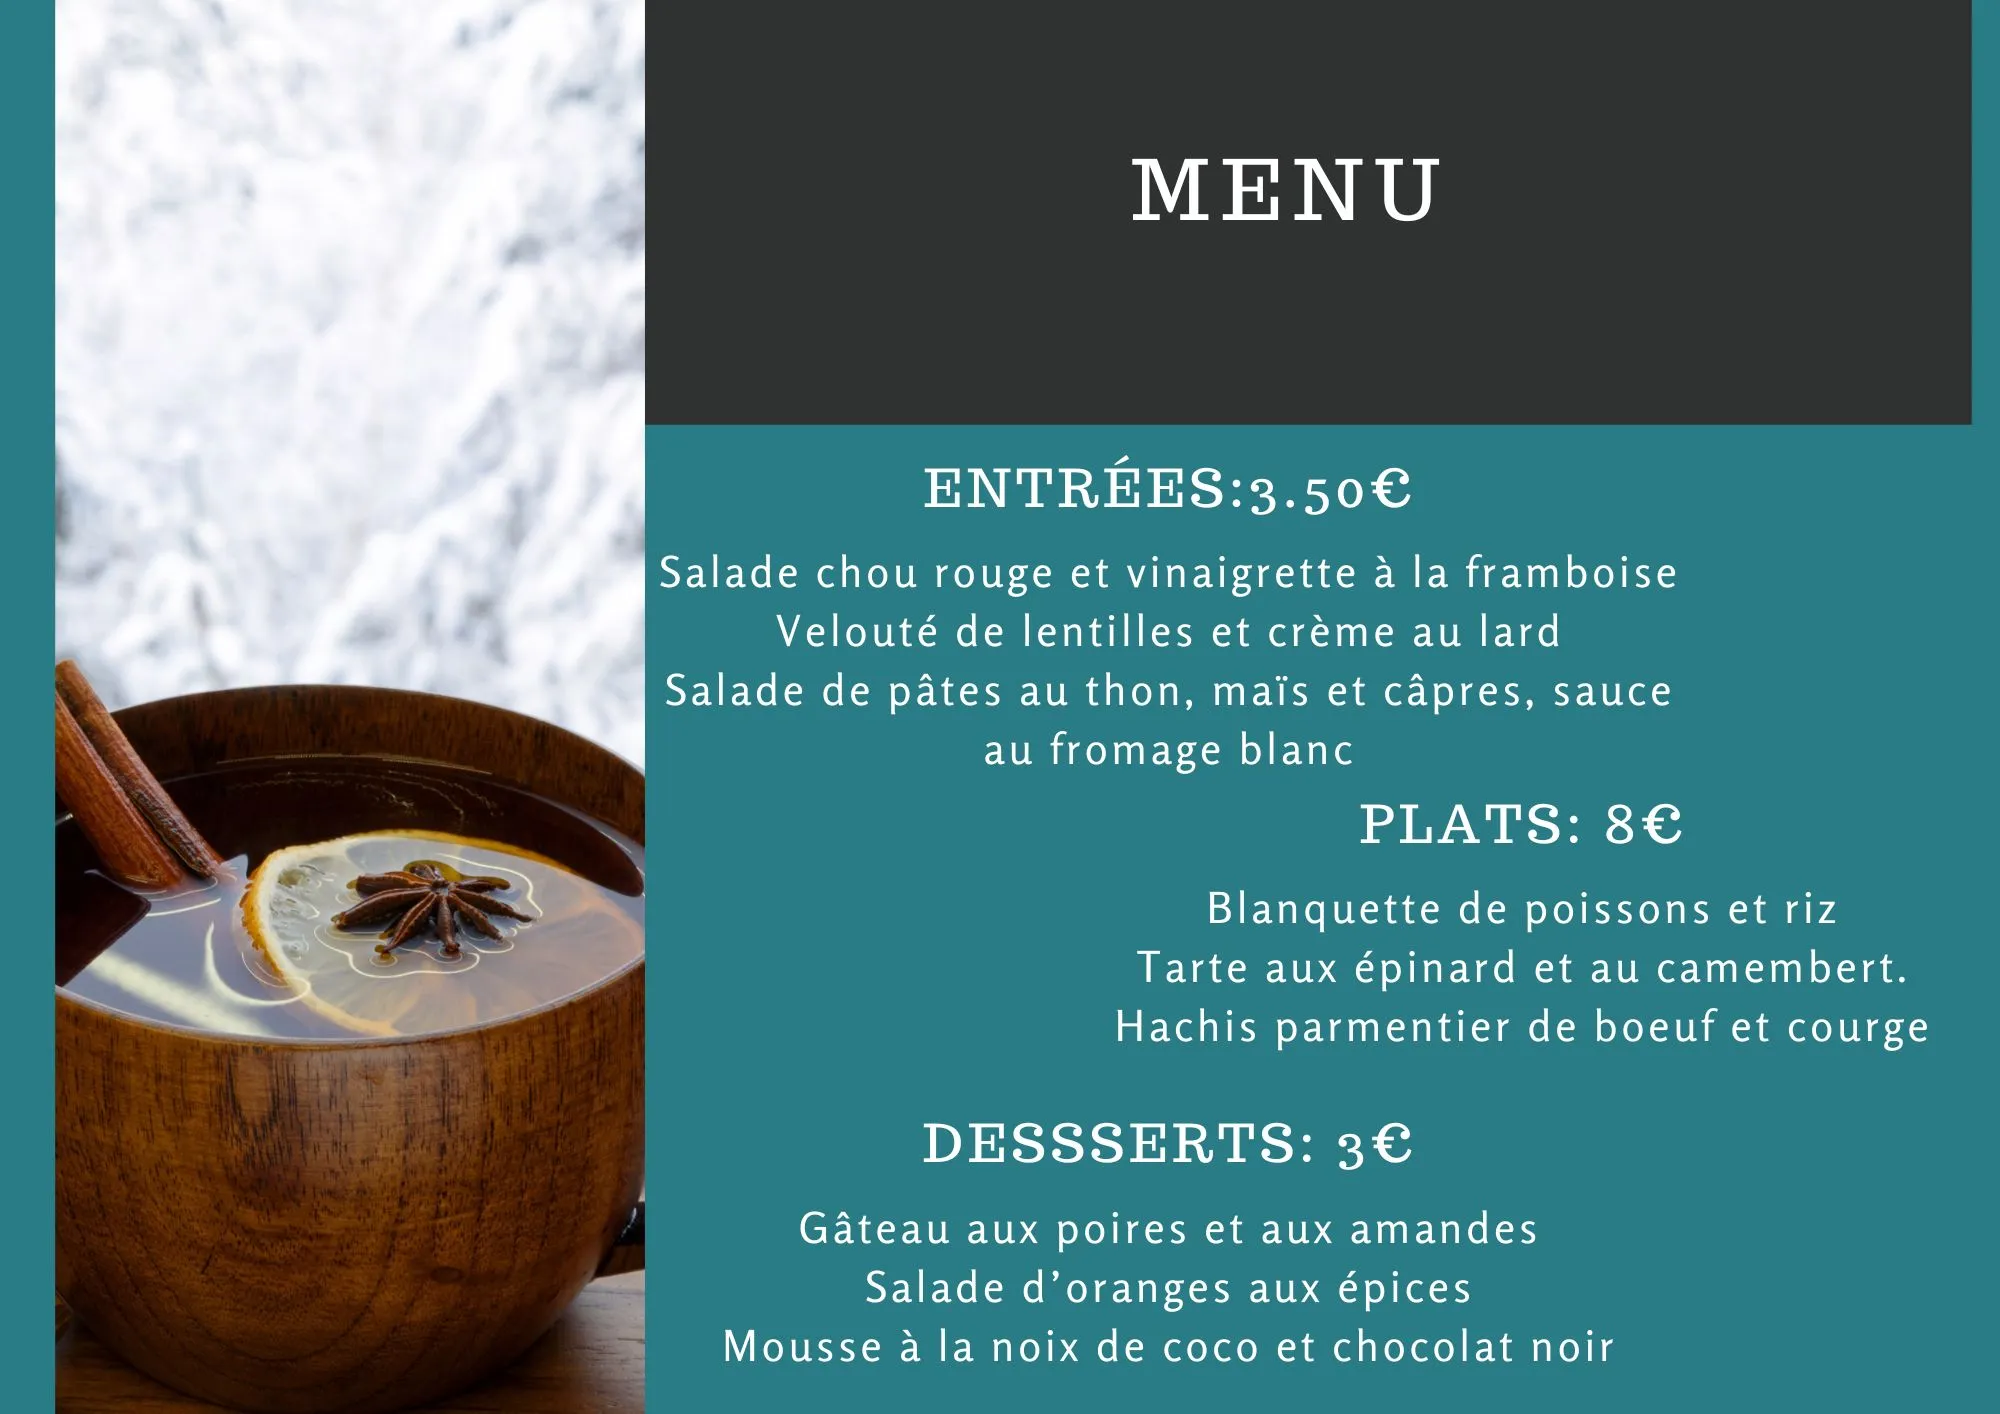 MENU
ENTRÉES:3.50€
Salade chou rouge et vinaigrette à la framboise
Velouté de lentilles et crème au lard
Salade de pâtes au thon, maïs et câpres, sauce
au fromage blanc
PLATS: 8€
Blanquette de poissons et riz
Tarte aux épinard et au camembert.
Hachis parmentier de boeuf et courge
DESSSERTS: 3€
Gâteau aux poires et aux amandes
Salade d’oranges aux épices
Mousse à la noix de coco et chocolat noir